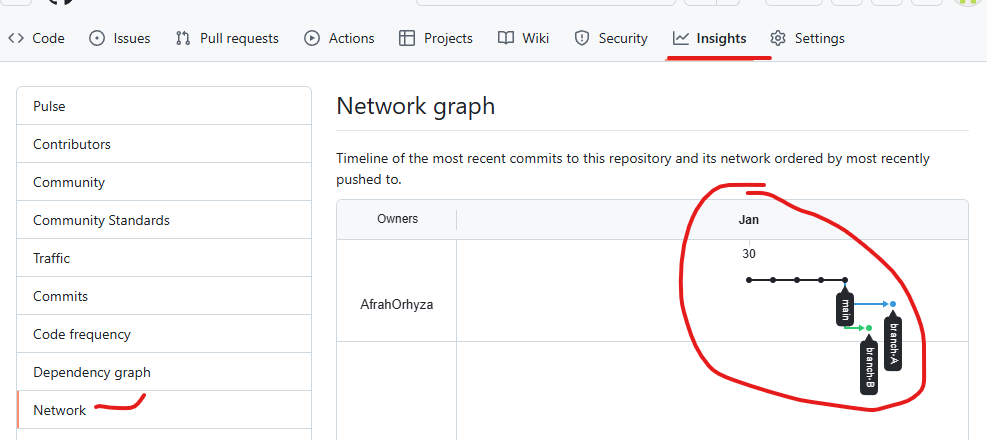 Code Issues Pull requests Actions Projects Wiki Security Insights Settings
Pulse
Contributors
Community
Community Standards
Traffic
Commits
Code frequency
Dependency graph
Network
Network graph
Timeline of the most recent commits to this repository and its network ordered by most recently
pushed to.
Owners Jan
30
AfrahOrhyza
main
branch-A
branch-B